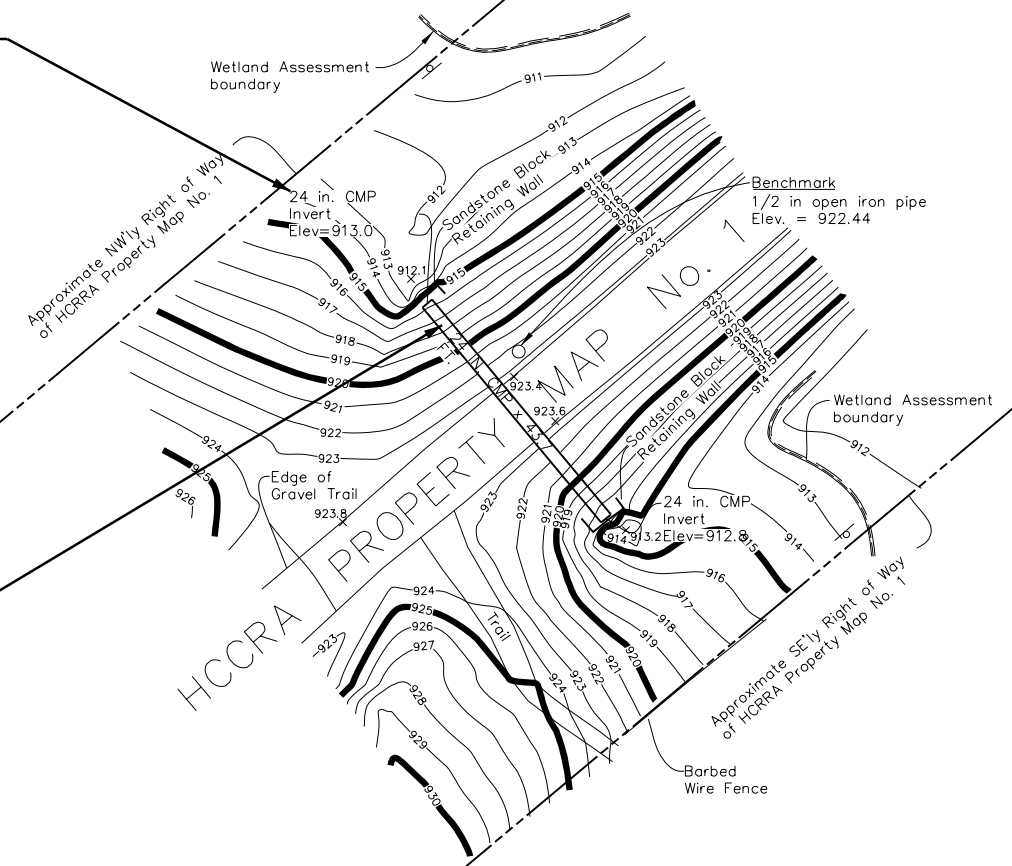 Wetland Assessment
boundary
911
912
913
914
915
Sandstone Block
Retaining Wall
912
Approximate NW'ly Right of Way
of HCRRA Property Map No. 1
24 in. CMP
Invert
Elev=913.0
Benchmark
1/2 in open iron pipe
Elev. = 922.44
922
923
912.1
913
914
915
915
916
917
918
919
920
921
922
923
923.4
923.6
923.8
924
925
926
Edge of
Gravel Trail
HCCRA PROPERTY MAP No. 1
923
914
Sandstone Block
Retaining Wall
Wetland Assessment
boundary
912
913
914
915
24 in. CMP
Invert
Elev=912.8
914
913.2
923
922
921
920
919
916
917
918
919
920
921
922
923
924
924
925
926
927
928
929
930
923
Trail
Approximate SE'ly Right of Way
of HCRRA Property Map No. 1
Barbed
Wire Fence